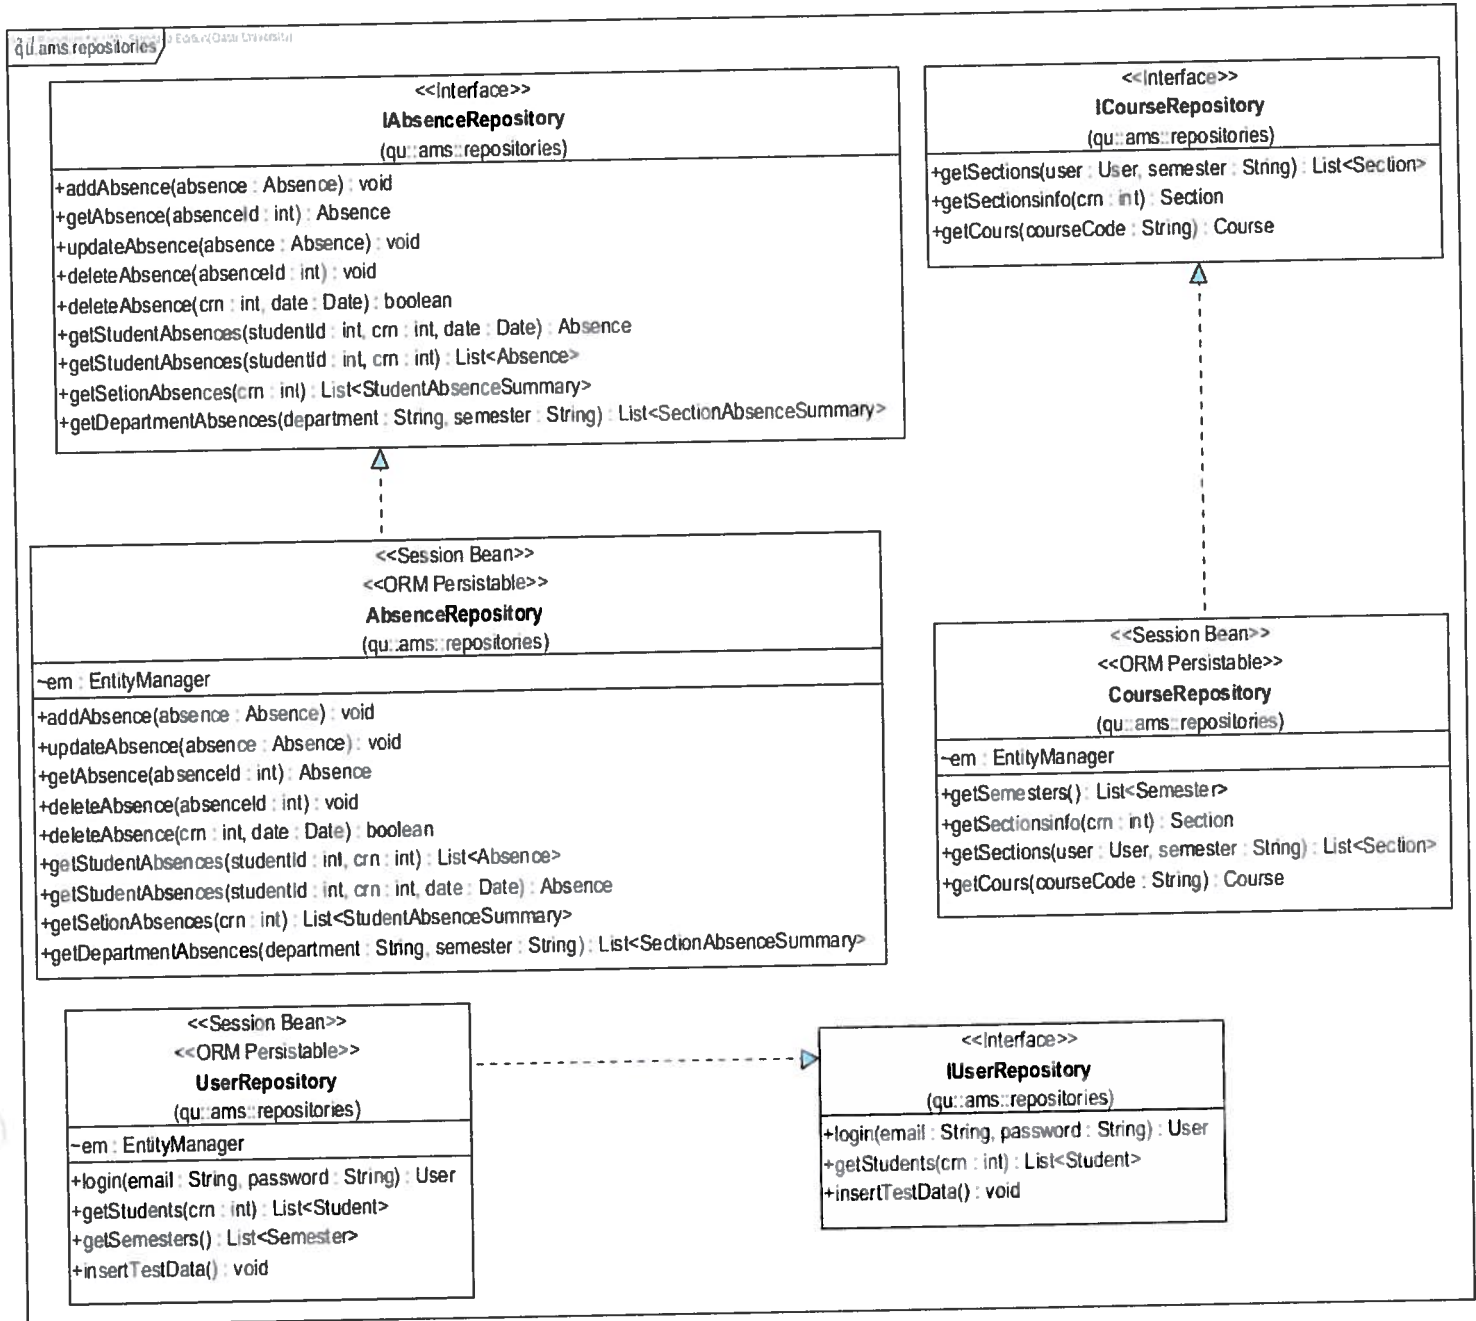 qu.ams.repositories
<<Interface>>
IAbsenceRepository
(qu::ams::repositories)
+addAbsence(absence : Absence) : void
+getAbsence(absenceId : int) : Absence
+updateAbsence(absence : Absence) : void
+deleteAbsence(absenceId : int) : void
+deleteAbsence(crn : int, date : Date) : boolean
+getStudentAbsences(studentId : int, crn : int, date : Date) : Absence
+getStudentAbsences(studentId : int, crn : int) : List<Absence>
+getSetionAbsences(crn : int) : List<StudentAbsenceSummary>
+getDepartmentAbsences(department : String, semester : String) : List<SectionAbsenceSummary>
<<Interface>>
ICourseRepository
(qu::ams::repositories)
+getSections(user : User, semester : String) : List<Section>
+getSectionsinfo(crn : int) : Section
+getCours(courseCode : String) : Course
<<Session Bean>>
<<ORM Persistable>>
AbsenceRepository
(qu::ams::repositories)
~em : EntityManager
+addAbsence(absence : Absence) : void
+updateAbsence(absence : Absence) : void
+getAbsence(absenceId : int) : Absence
+deleteAbsence(absenceId : int) : void
+deleteAbsence(crn : int, date : Date) : boolean
+getStudentAbsences(studentId : int, crn : int) : List<Absence>
+getStudentAbsences(studentId : int, crn : int, date : Date) : Absence
+getSetionAbsences(crn : int) : List<StudentAbsenceSummary>
+getDepartmentAbsences(department : String, semester : String) : List<SectionAbsenceSummary>
<<Session Bean>>
<<ORM Persistable>>
CourseRepository
(qu::ams::repositories)
~em : EntityManager
+getSemesters() : List<Semester>
+getSectionsinfo(crn : int) : Section
+getSections(user : User, semester : String) : List<Section>
+getCours(courseCode : String) : Course
<<Session Bean>>
<<ORM Persistable>>
UserRepository
(qu::ams::repositories)
~em : EntityManager
+login(email : String, password : String) : User
+getStudents(crn : int) : List<Student>
+getSemesters() : List<Semester>
+insertTestData() : void
<<Interface>>
IUserRepository
(qu::ams::repositories)
+login(email : String, password : String) : User
+getStudents(crn : int) : List<Student>
+insertTestData() : void